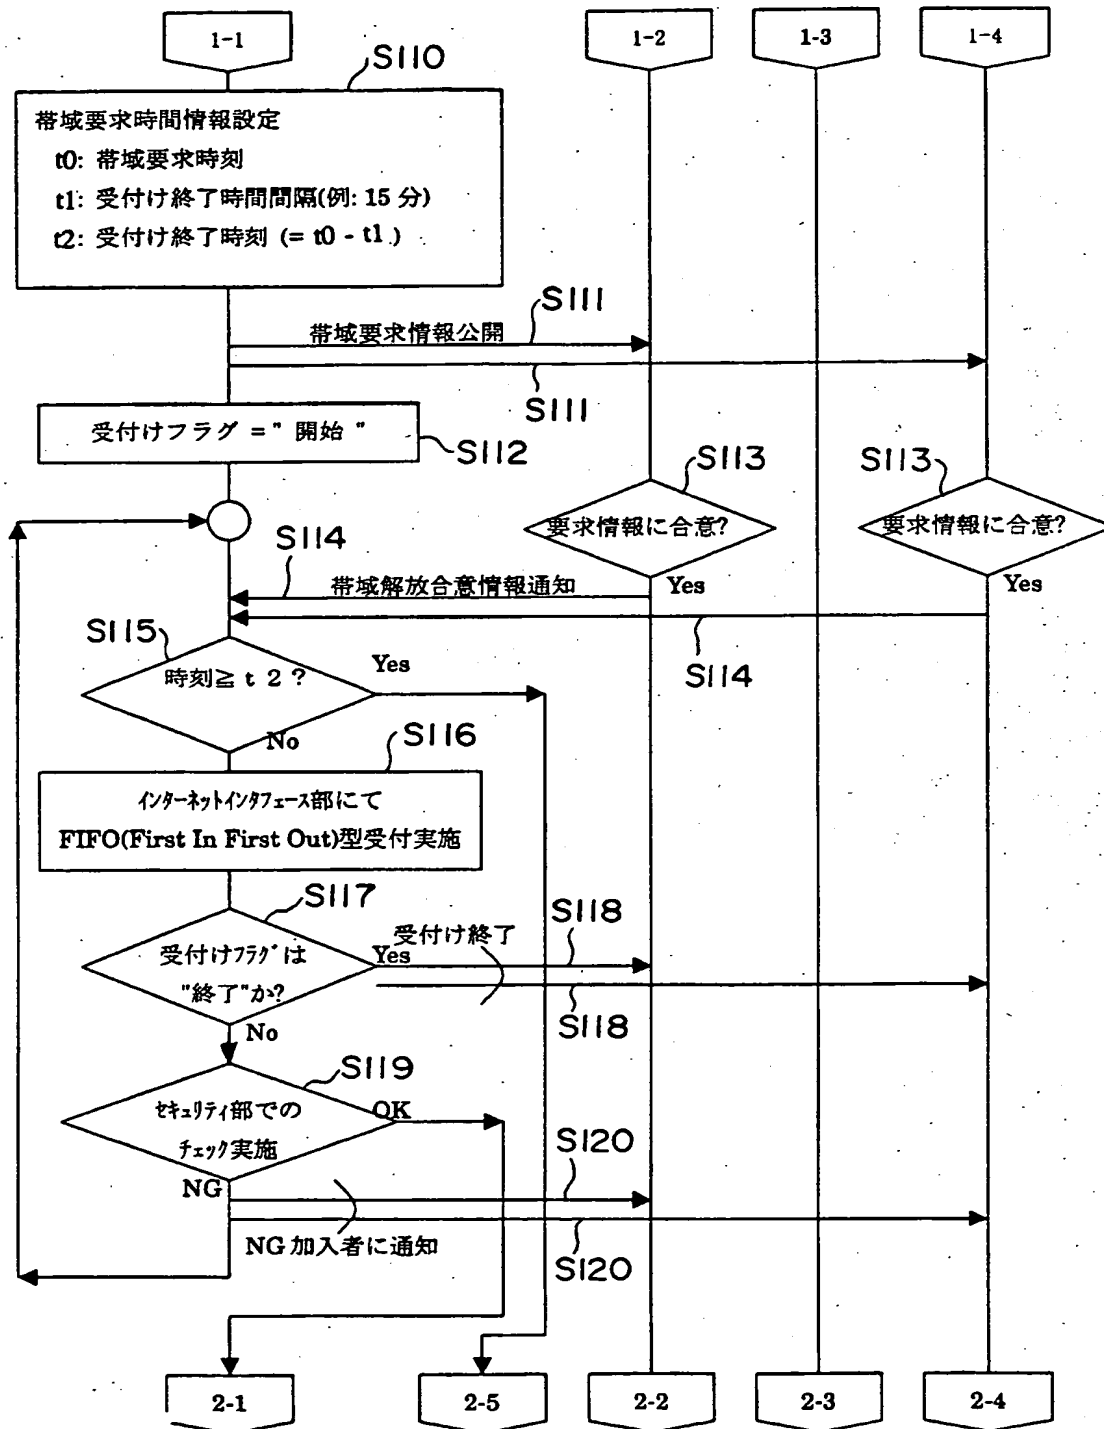 1-1
1-2
1-3
1-4
S110
帯域要求時間情報設定
t0: 帯域要求時刻
t1: 受付け終了時間間隔(例: 15 分)
t2: 受付け終了時刻 (= t0 - t1 )
S111
帯域要求情報公開
S111
受付けフラグ =" 開始 "
S112
S113
S113
要求情報に合意?
要求情報に合意?
S114
帯域解放合意情報通知
Yes
Yes
S114
S115
時刻≧ t 2 ?
Yes
No
S116
インターネットインタフェース部にて
FIFO(First In First Out)型受付実施
S117
受付けフラグは
"終了"か?
Yes
受付け終了
S118
S118
No
S119
セキュリティ部での
チェック実施
OK
NG
S120
NG 加入者に通知
S120
2-1
2-5
2-2
2-3
2-4